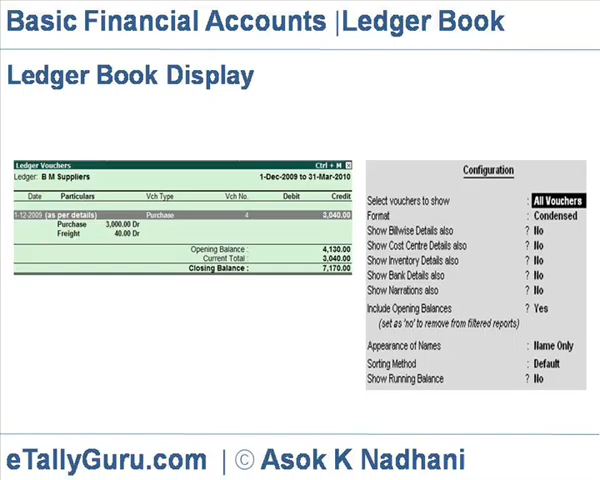 Basic Financial Accounts |Ledger Book
Ledger Book Display
Ledger Vouchers Ctrl + M X
Ledger: B M Suppliers 1-Dec-2009 to 31-Mar-2010
Date Particulars Vch Type Vch No. Debit Credit
1-12-2009 (as per details) Purchase 4 3,040.00
Purchase 3,000.00 Dr
Freight 40.00 Dr
Opening Balance : 4,130.00
Current Total : 3,040.00
Closing Balance : 7,170.00
Configuration
Select vouchers to show : All Vouchers
Format : Condensed
Show Billwise Details also ? No
Show Cost Centre Details also ? No
Show Inventory Details also ? No
Show Bank Details also ? No
Show Narrations also ? No
Include Opening Balances ? Yes
(set as 'no' to remove from filtered reports)
Appearance of Names : Name Only
Sorting Method : Default
Show Running Balance ? No
eTallyGuru.com | © Asok K Nadhani